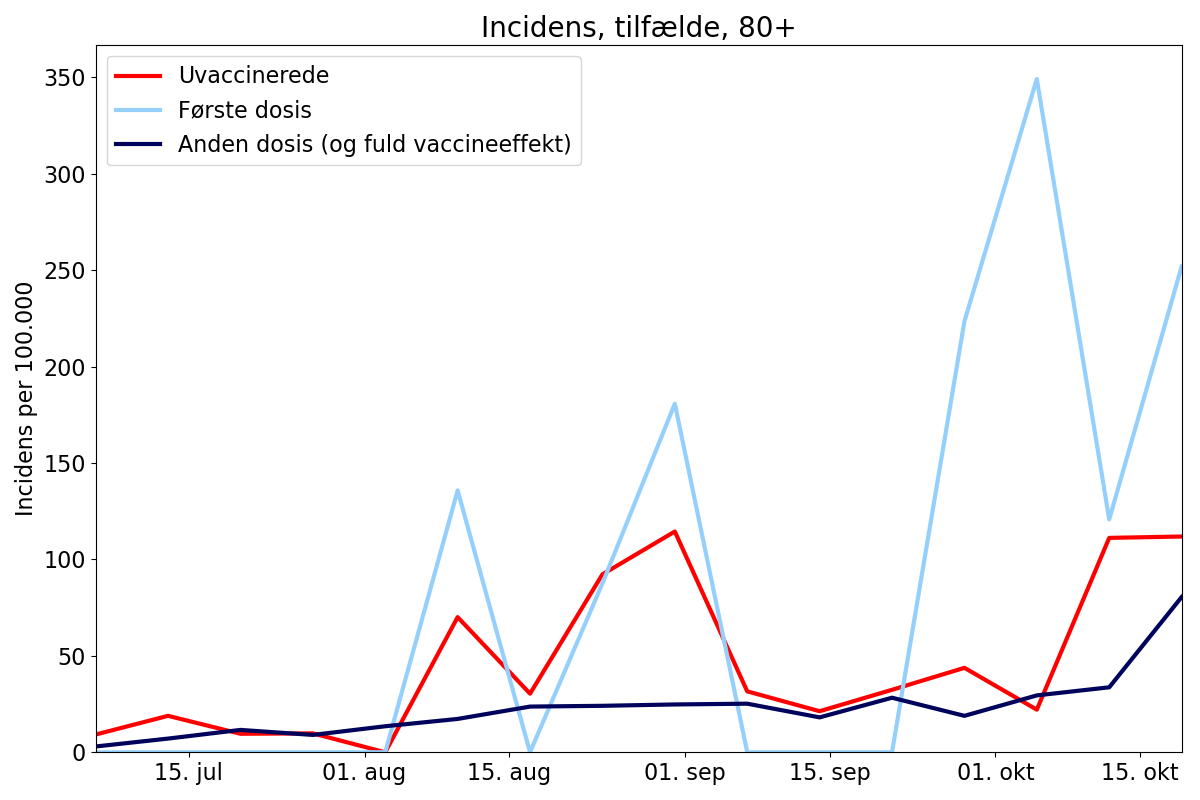 Incidens, tilfælde, 80+
Uvaccinerede
Første dosis
Anden dosis (og fuld vaccineeffekt)
Incidens per 100.000
350
300
250
200
150
100
50
0
15. jul
01. aug
15. aug
01. sep
15. sep
01. okt
15. okt